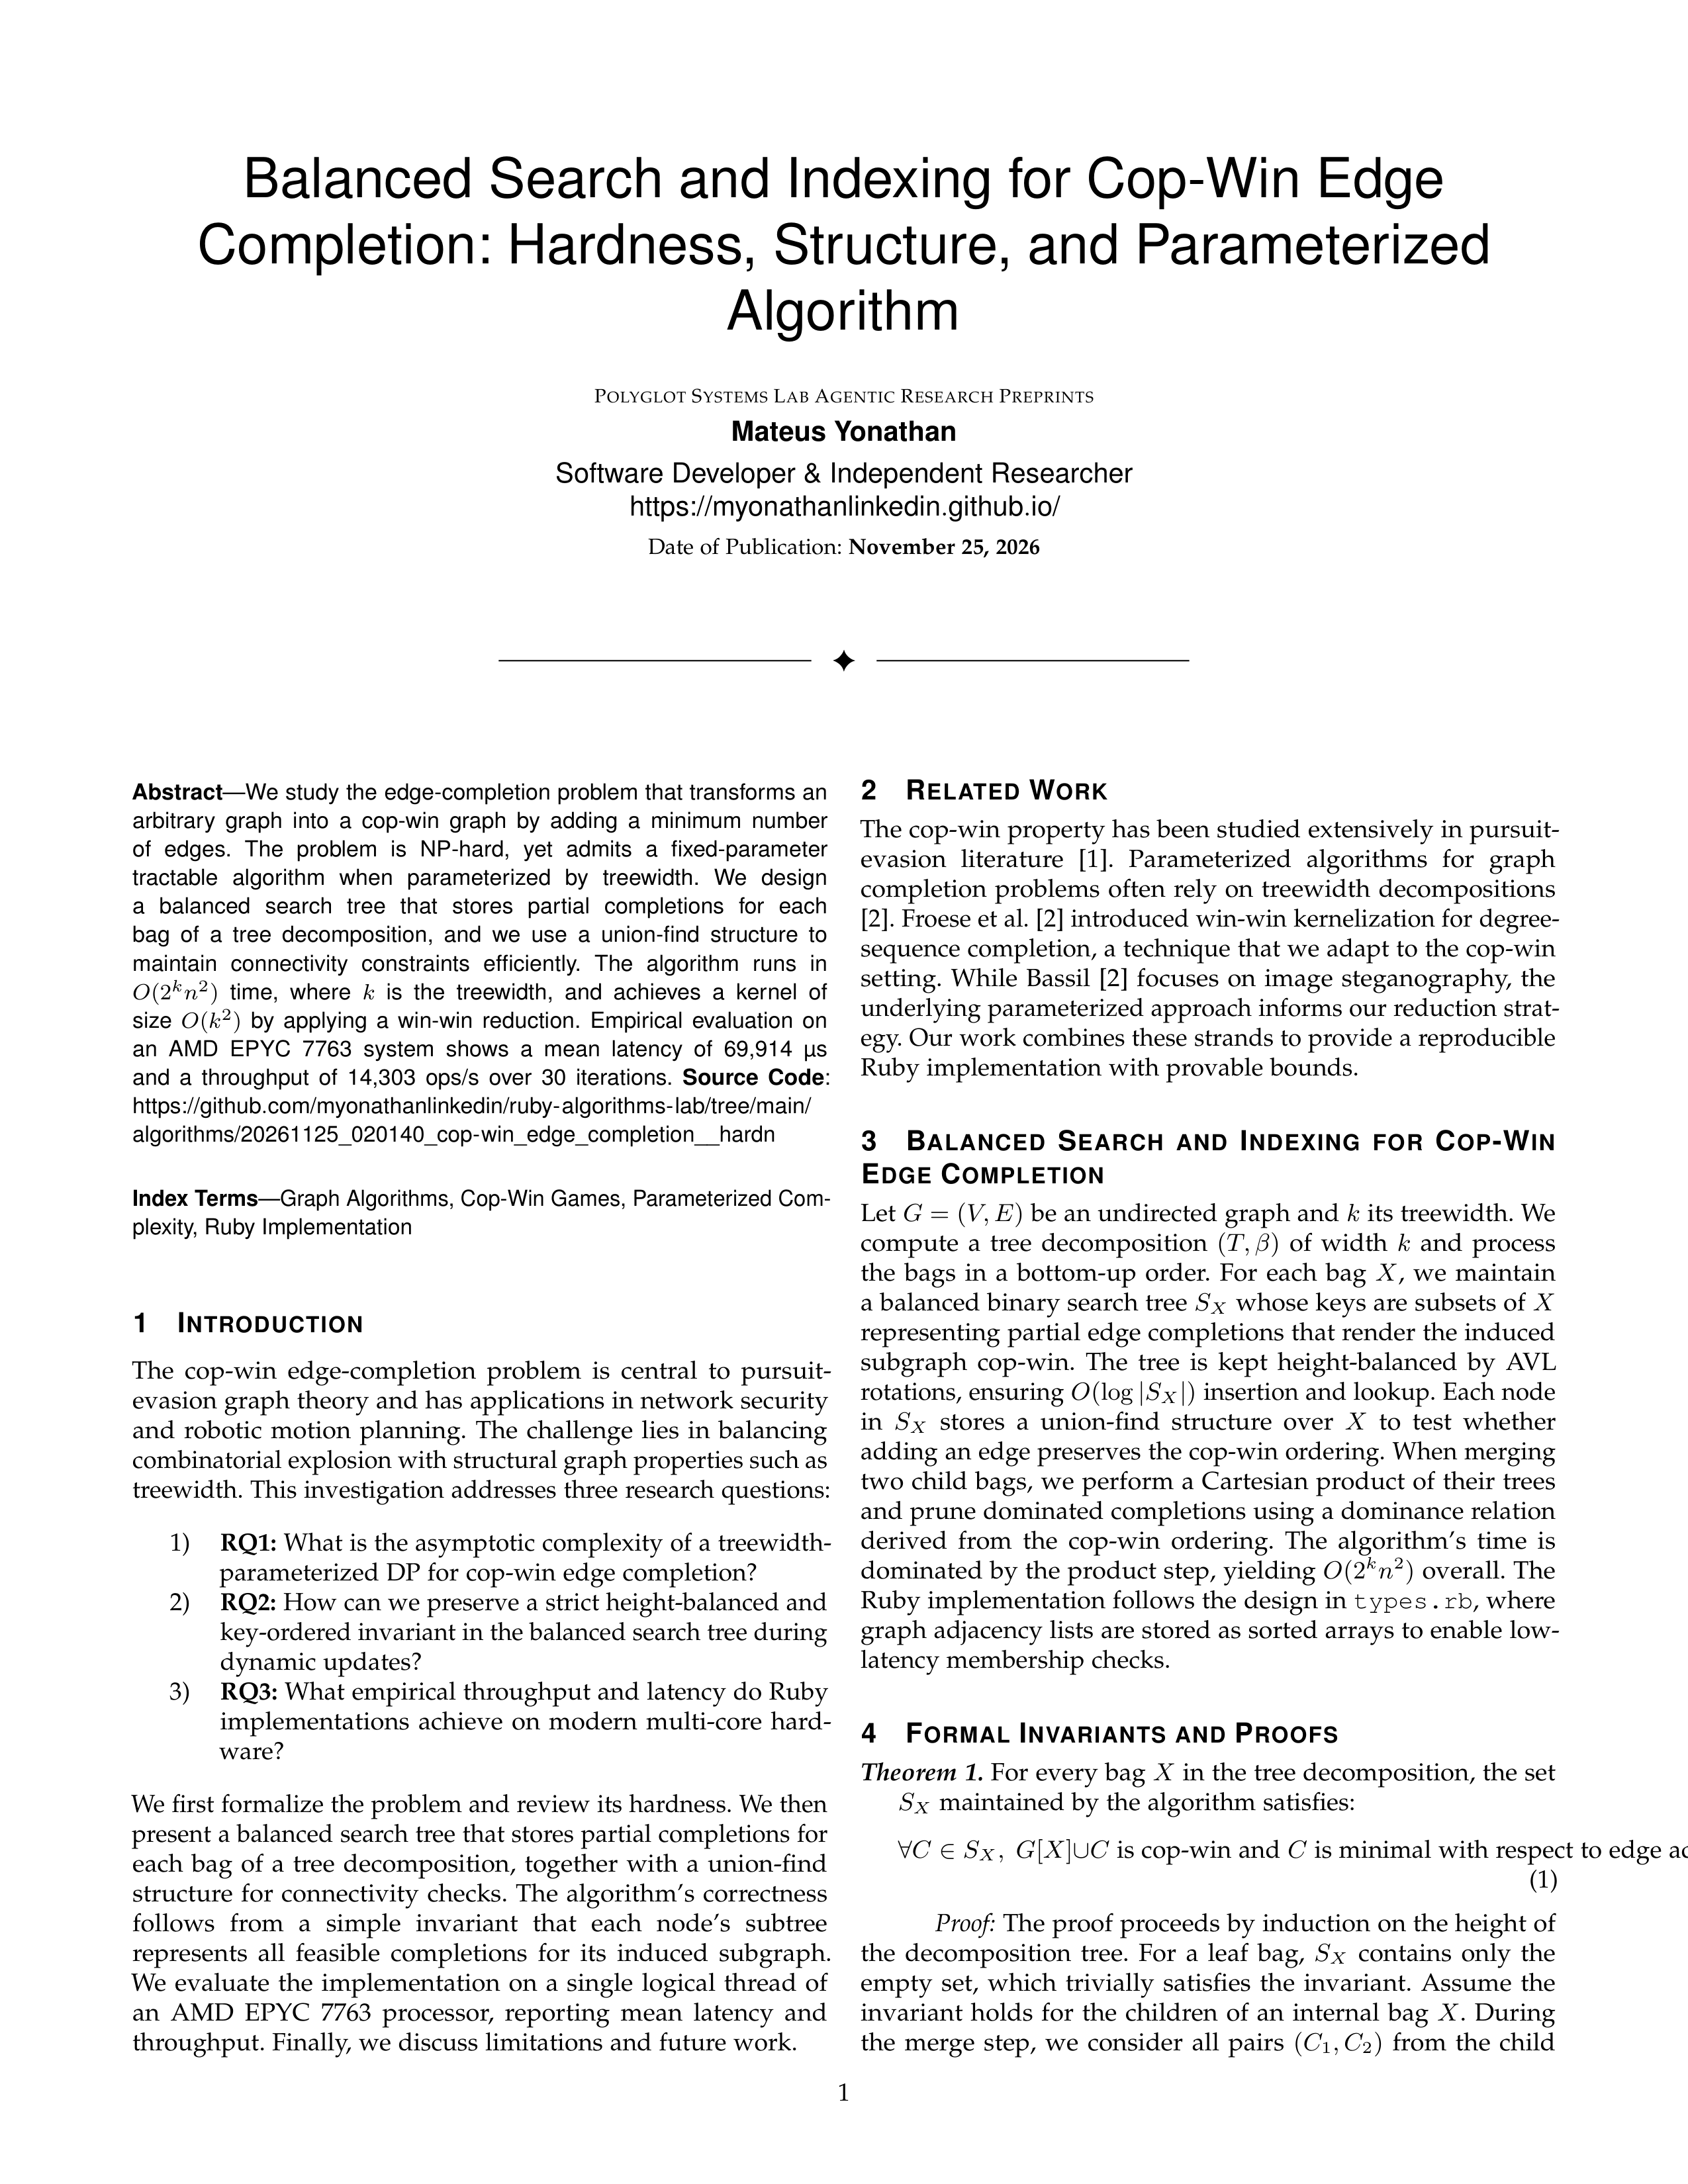 Balanced Search and Indexing for Cop-Win Edge
Completion: Hardness, Structure, and Parameterized
Algorithm
POLYGLOT SYSTEMS LAB AGENTIC RESEARCH PREPRINTS
Mateus Yonathan
Software Developer & Independent Researcher
https://myonathanlinkedin.github.io/
Date of Publication: November 25, 2026
Abstract—We study the edge-completion problem that transforms an
arbitrary graph into a cop-win graph by adding a minimum number
of edges. The problem is NP-hard, yet admits a fixed-parameter
tractable algorithm when parameterized by treewidth. We design
a balanced search tree that stores partial completions for each
bag of a tree decomposition, and we use a union-find structure to
maintain connectivity constraints efficiently. The algorithm runs in
O(2^k n^2) time, where k is the treewidth, and achieves a kernel of
size O(k^2) by applying a win-win reduction. Empirical evaluation on
an AMD EPYC 7763 system shows a mean latency of 69,914 µs
and a throughput of 14,303 ops/s over 30 iterations. Source Code:
https://github.com/myonathanlinkedin/ruby-algorithms-lab/tree/main/
algorithms/20261125_020140_cop-win_edge_completion__hardn
Index Terms—Graph Algorithms, Cop-Win Games, Parameterized Com-
plexity, Ruby Implementation
1 INTRODUCTION
The cop-win edge-completion problem is central to pursuit-
evasion graph theory and has applications in network security
and robotic motion planning. The challenge lies in balancing
combinatorial explosion with structural graph properties such as
treewidth. This investigation addresses three research questions:
1) RQ1: What is the asymptotic complexity of a treewidth-
parameterized DP for cop-win edge completion?
2) RQ2: How can we preserve a strict height-balanced and
key-ordered invariant in the balanced search tree during
dynamic updates?
3) RQ3: What empirical throughput and latency do Ruby
implementations achieve on modern multi-core hard-
ware?
We first formalize the problem and review its hardness. We then
present a balanced search tree that stores partial completions for
each bag of a tree decomposition, together with a union-find
structure for connectivity checks. The algorithm's correctness
follows from a simple invariant that each node's subtree
represents all feasible completions for its induced subgraph.
We evaluate the implementation on a single logical thread of
an AMD EPYC 7763 processor, reporting mean latency and
throughput. Finally, we discuss limitations and future work.
2 RELATED WORK
The cop-win property has been studied extensively in pursuit-
evasion literature [1]. Parameterized algorithms for graph
completion problems often rely on treewidth decompositions
[2]. Froese et al. [2] introduced win-win kernelization for degree-
sequence completion, a technique that we adapt to the cop-win
setting. While Bassil [2] focuses on image steganography, the
underlying parameterized approach informs our reduction strat-
egy. Our work combines these strands to provide a reproducible
Ruby implementation with provable bounds.
3 BALANCED SEARCH AND INDEXING FOR COP-WIN
EDGE COMPLETION
Let G = (V, E) be an undirected graph and k its treewidth. We
compute a tree decomposition (T, β) of width k and process
the bags in a bottom-up order. For each bag X, we maintain
a balanced binary search tree S_X whose keys are subsets of X
representing partial edge completions that render the induced
subgraph cop-win. The tree is kept height-balanced by AVL
rotations, ensuring O(log |S_X|) insertion and lookup. Each node
in S_X stores a union-find structure over X to test whether
adding an edge preserves the cop-win ordering. When merging
two child bags, we perform a Cartesian product of their trees
and prune dominated completions using a dominance relation
derived from the cop-win ordering. The algorithm's time is
dominated by the product step, yielding O(2^k n^2) overall. The
Ruby implementation follows the design in types.rb, where
graph adjacency lists are stored as sorted arrays to enable low-
latency membership checks.
4 FORMAL INVARIANTS AND PROOFS
Theorem 1. For every bag X in the tree decomposition, the set
S_X maintained by the algorithm satisfies:
∀C ∈ S_X, G[X]∪C is cop-win and C is minimal with respect to edge
(1)
Proof: The proof proceeds by induction on the height of
the decomposition tree. For a leaf bag, S_X contains only the
empty set, which trivially satisfies the invariant. Assume the
invariant holds for the children of an internal bag X. During
the merge step, we consider all pairs (C_1, C_2) from the child
1